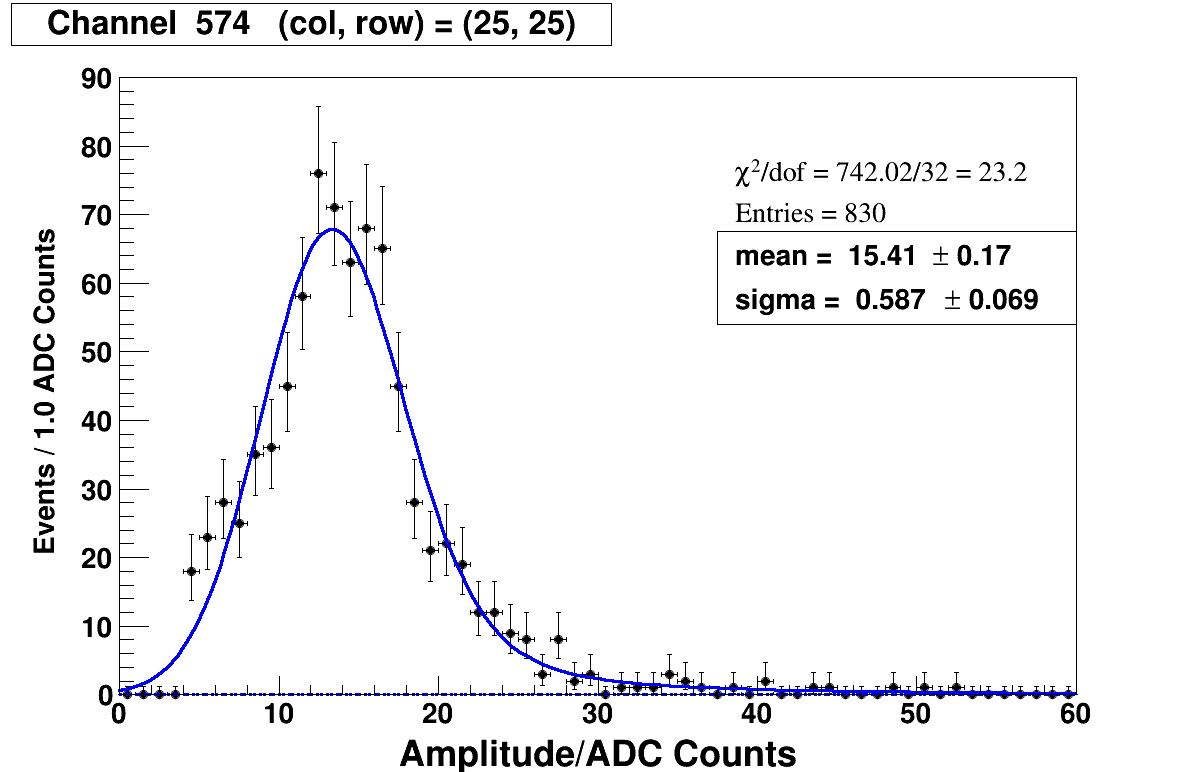 Channel 574 (col, row) = (25, 25)
90
80
70
60
50
40
30
20
10
0
Events / 1.0 ADC Counts
χ²/dof = 742.02/32 = 23.2
Entries = 830
mean = 15.41 ± 0.17
sigma = 0.587 ± 0.069
0 10 20 30 40 50 60
Amplitude/ADC Counts